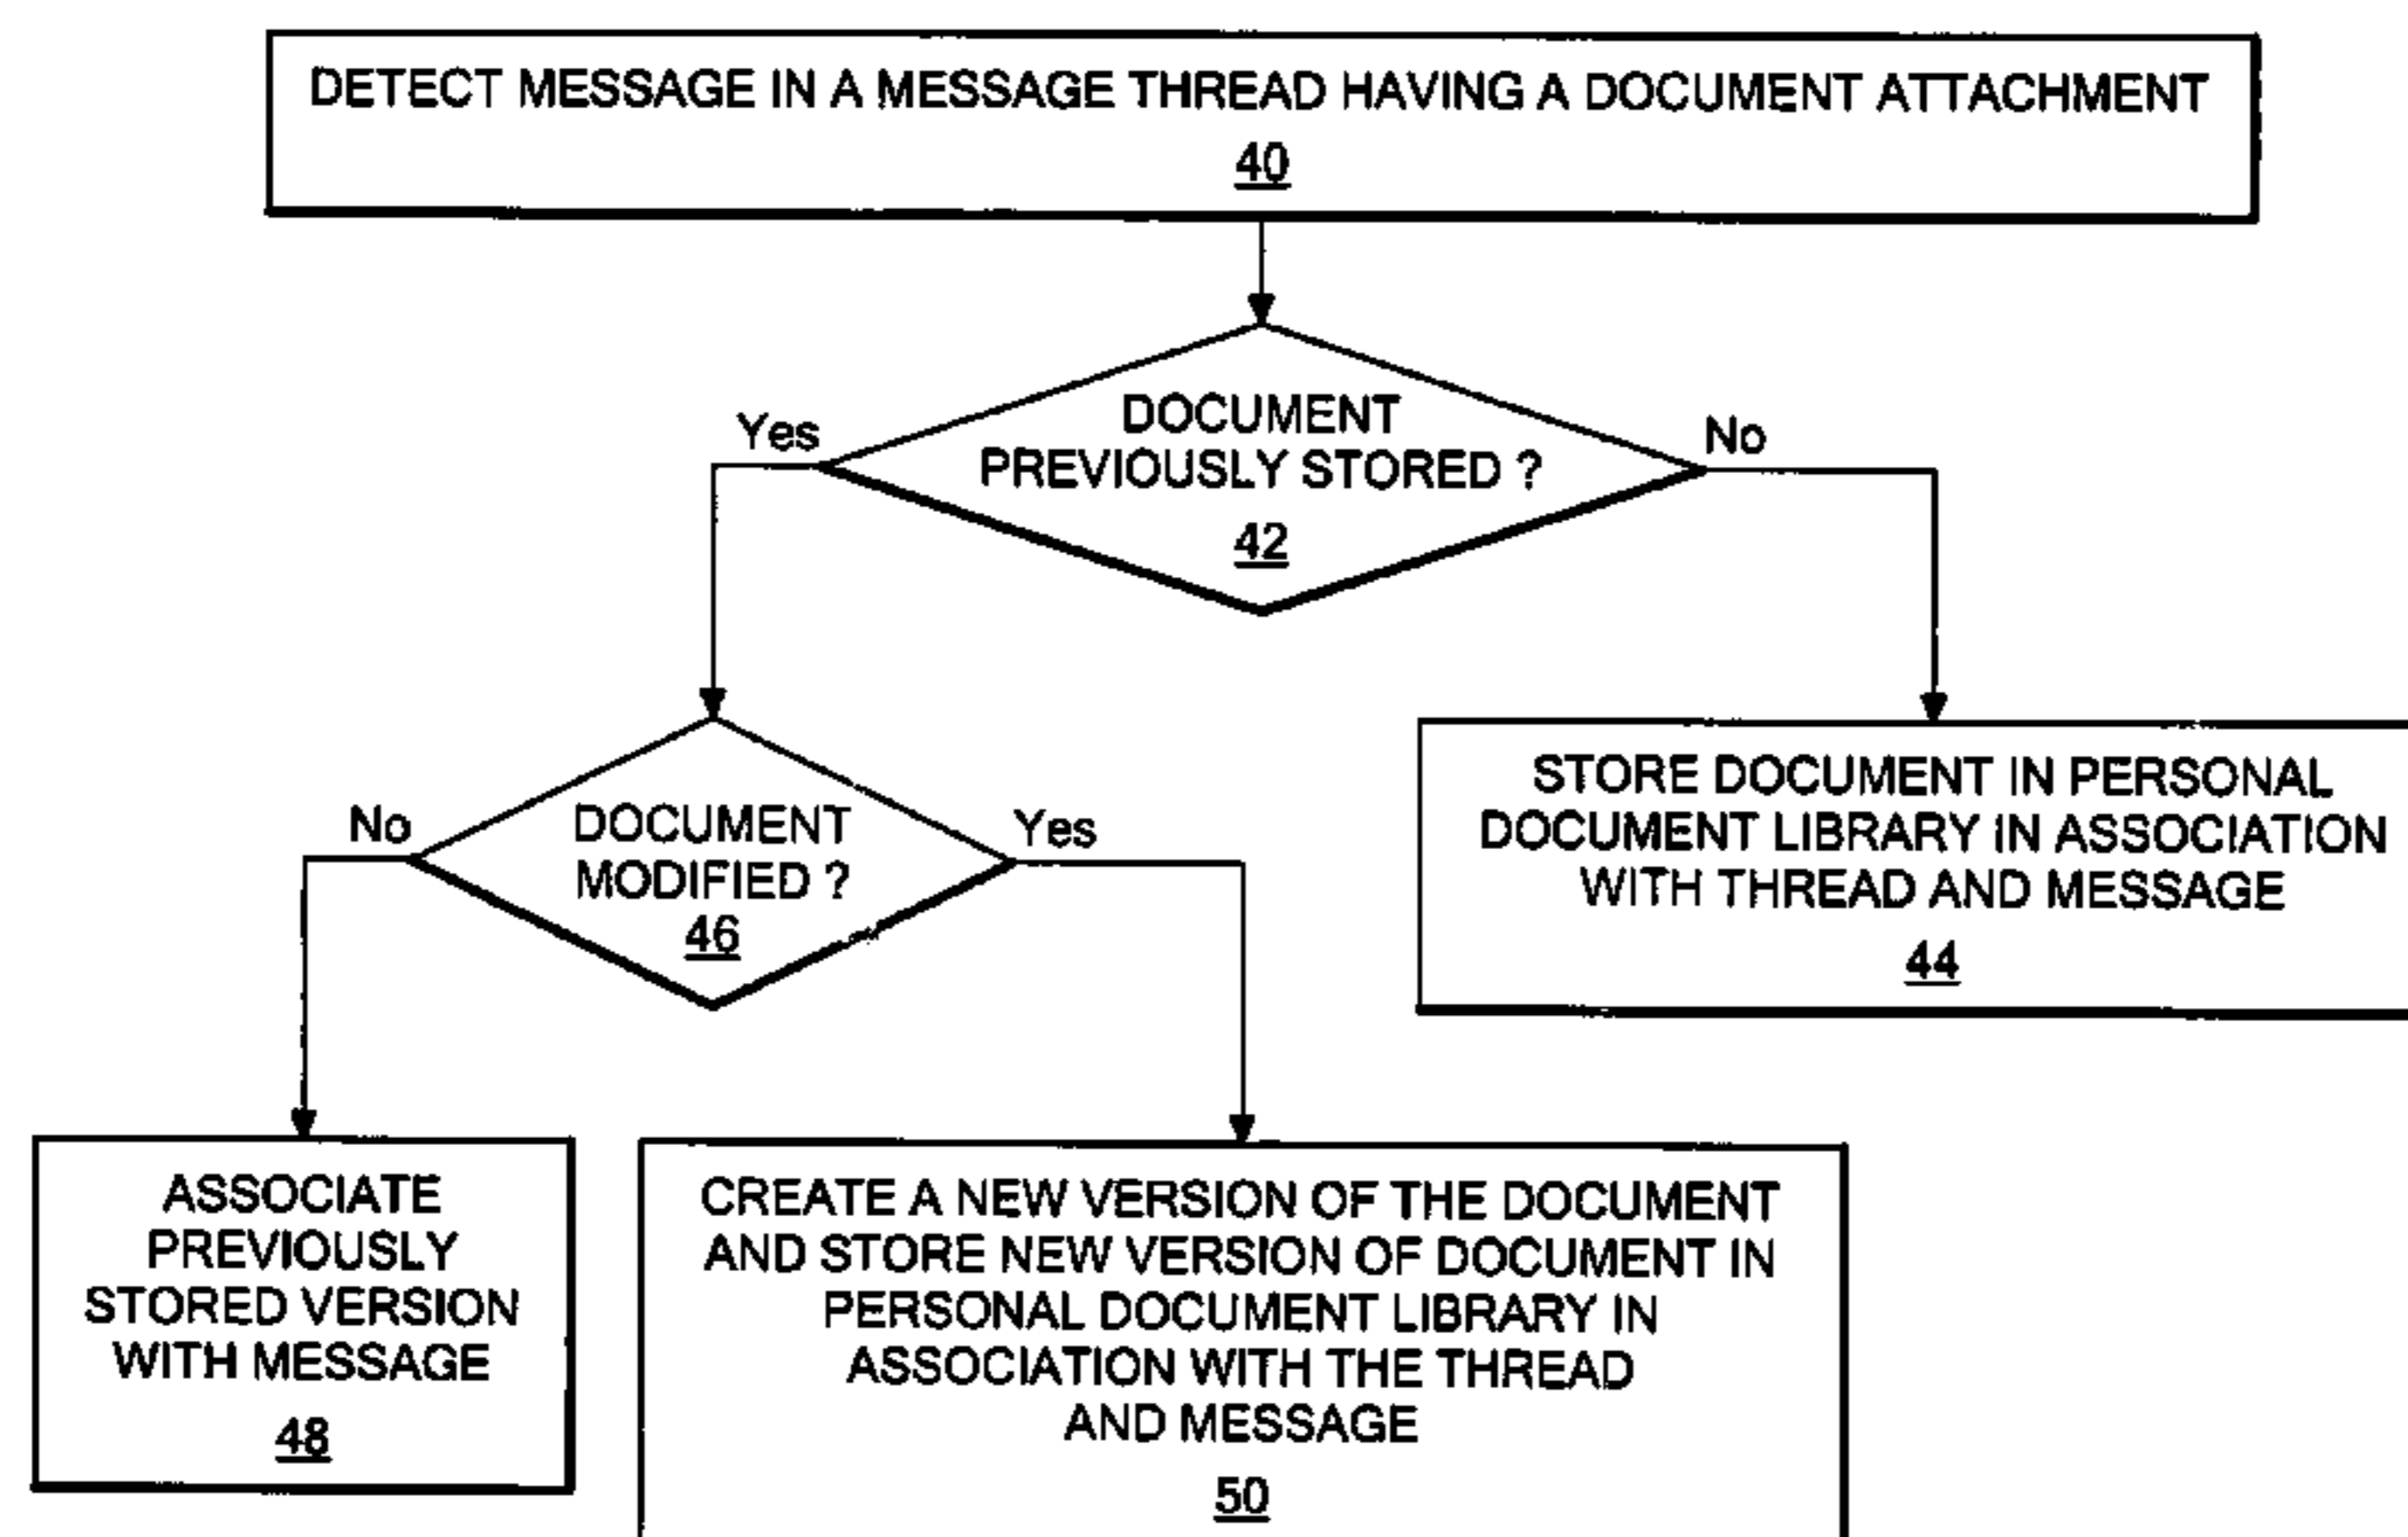 DETECT MESSAGE IN A MESSAGE THREAD HAVING A DOCUMENT ATTACHMENT
40
DOCUMENT
PREVIOUSLY STORED ?
42
Yes
No
DOCUMENT
MODIFIED ?
46
No
Yes
STORE DOCUMENT IN PERSONAL
DOCUMENT LIBRARY IN ASSOCIATION
WITH THREAD AND MESSAGE
44
ASSOCIATE
PREVIOUSLY
STORED VERSION
WITH MESSAGE
48
CREATE A NEW VERSION OF THE DOCUMENT
AND STORE NEW VERSION OF DOCUMENT IN
PERSONAL DOCUMENT LIBRARY IN
ASSOCIATION WITH THE THREAD
AND MESSAGE
50